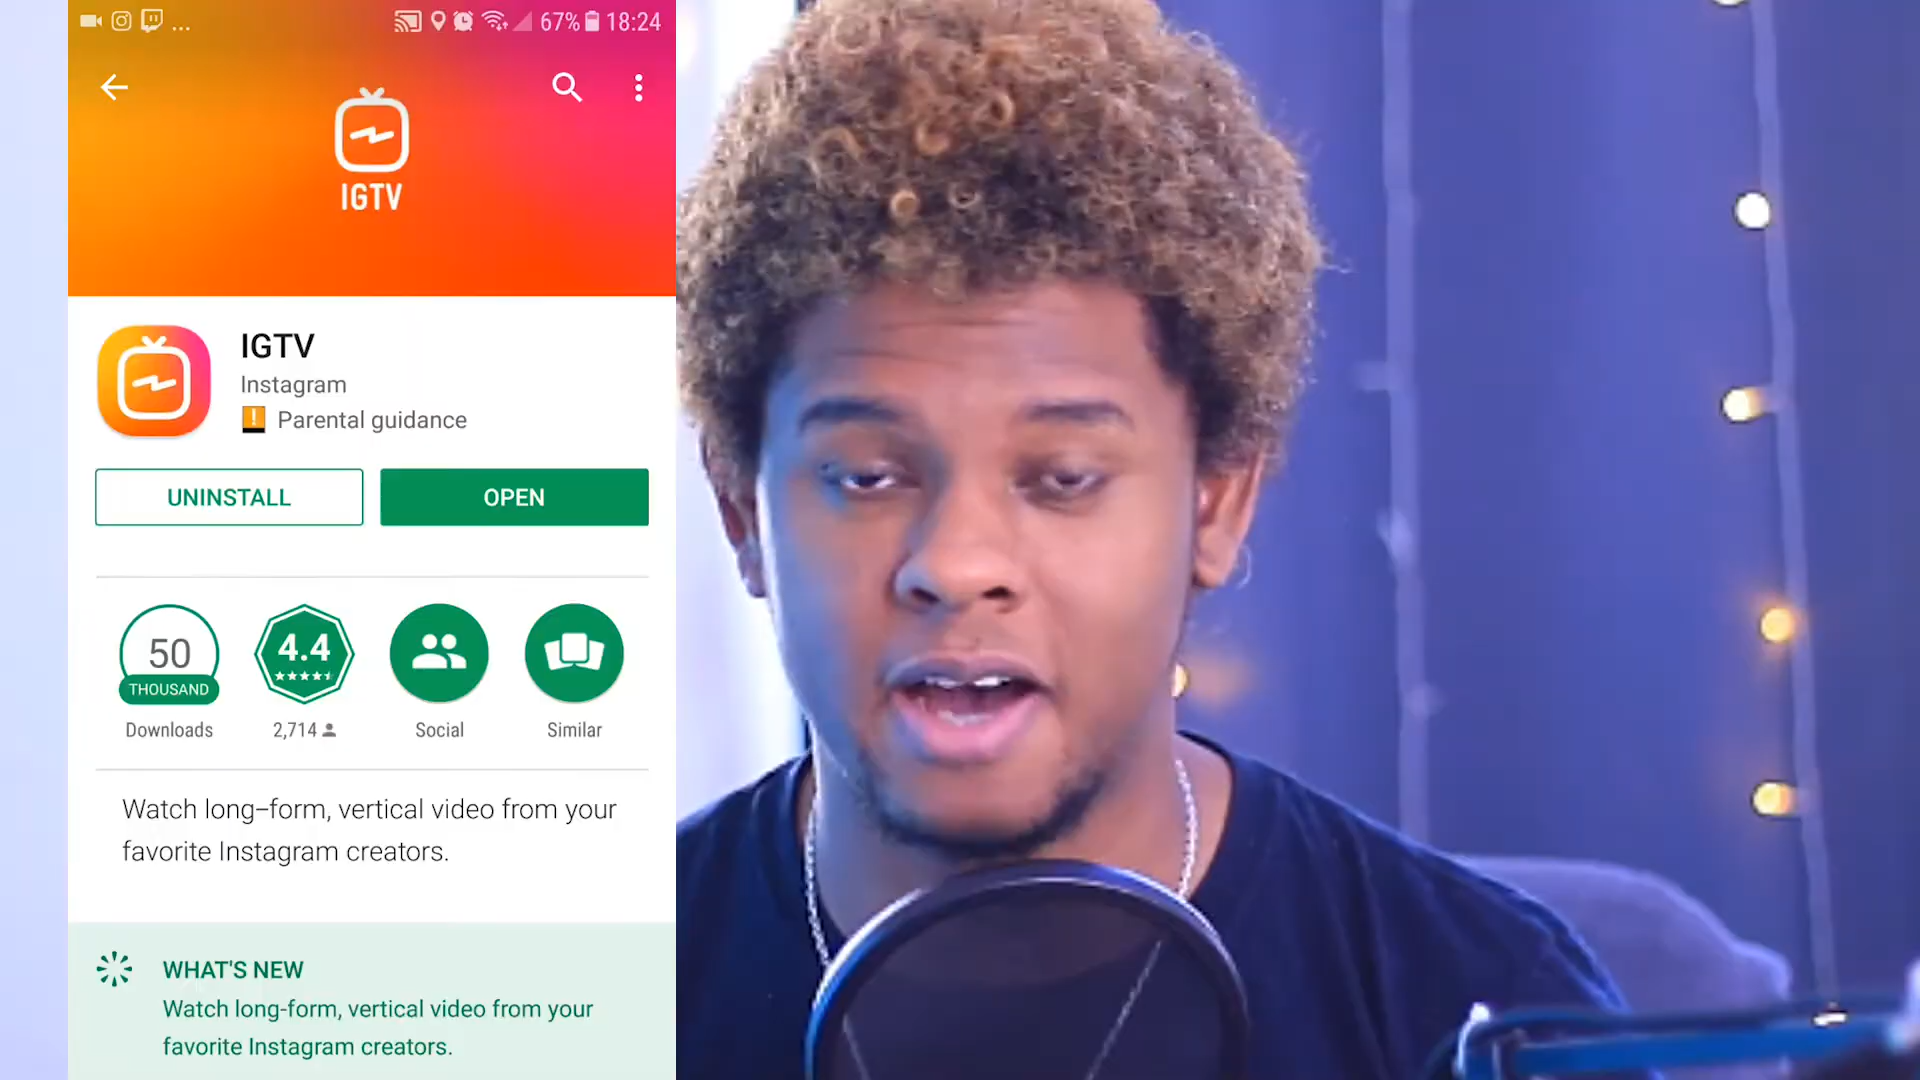 ... 67% 18:24
IGTV
IGTV
Instagram
! Parental guidance
UNINSTALL
OPEN
50
THOUSAND
Downloads
4.4
2,714
Social
Similar
Watch long-form, vertical video from your
favorite Instagram creators.
WHAT'S NEW
Watch long-form, vertical video from your
favorite Instagram creators.